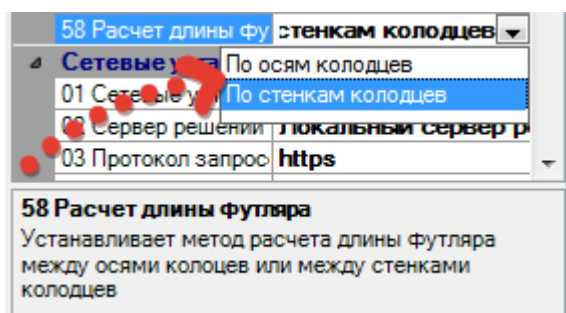 58 Расчет длины фу стенкам колодцев
Сетевые уста По осям колодцев
01 Сетевые у По стенкам колодцев
02 Сервер решений Локальный сервер р
03 Протокол запрос https
58 Расчет длины футляра
Устанавливает метод расчета длины футляра
между осями колоцев или между стенками
колодцев